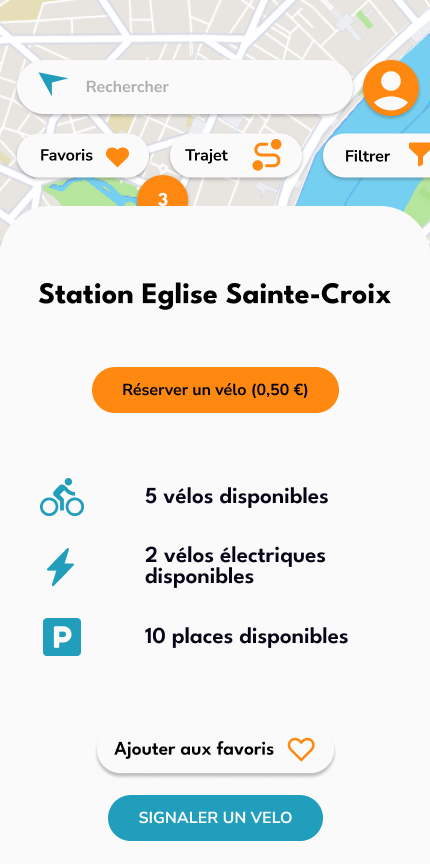 Rechercher
Favoris
Trajet
Filtrer
3
Station Eglise Sainte-Croix
Réserver un vélo (0,50 €)
5 vélos disponibles
2 vélos électriques
disponibles
P
10 places disponibles
Ajouter aux favoris
SIGNALER UN VELO